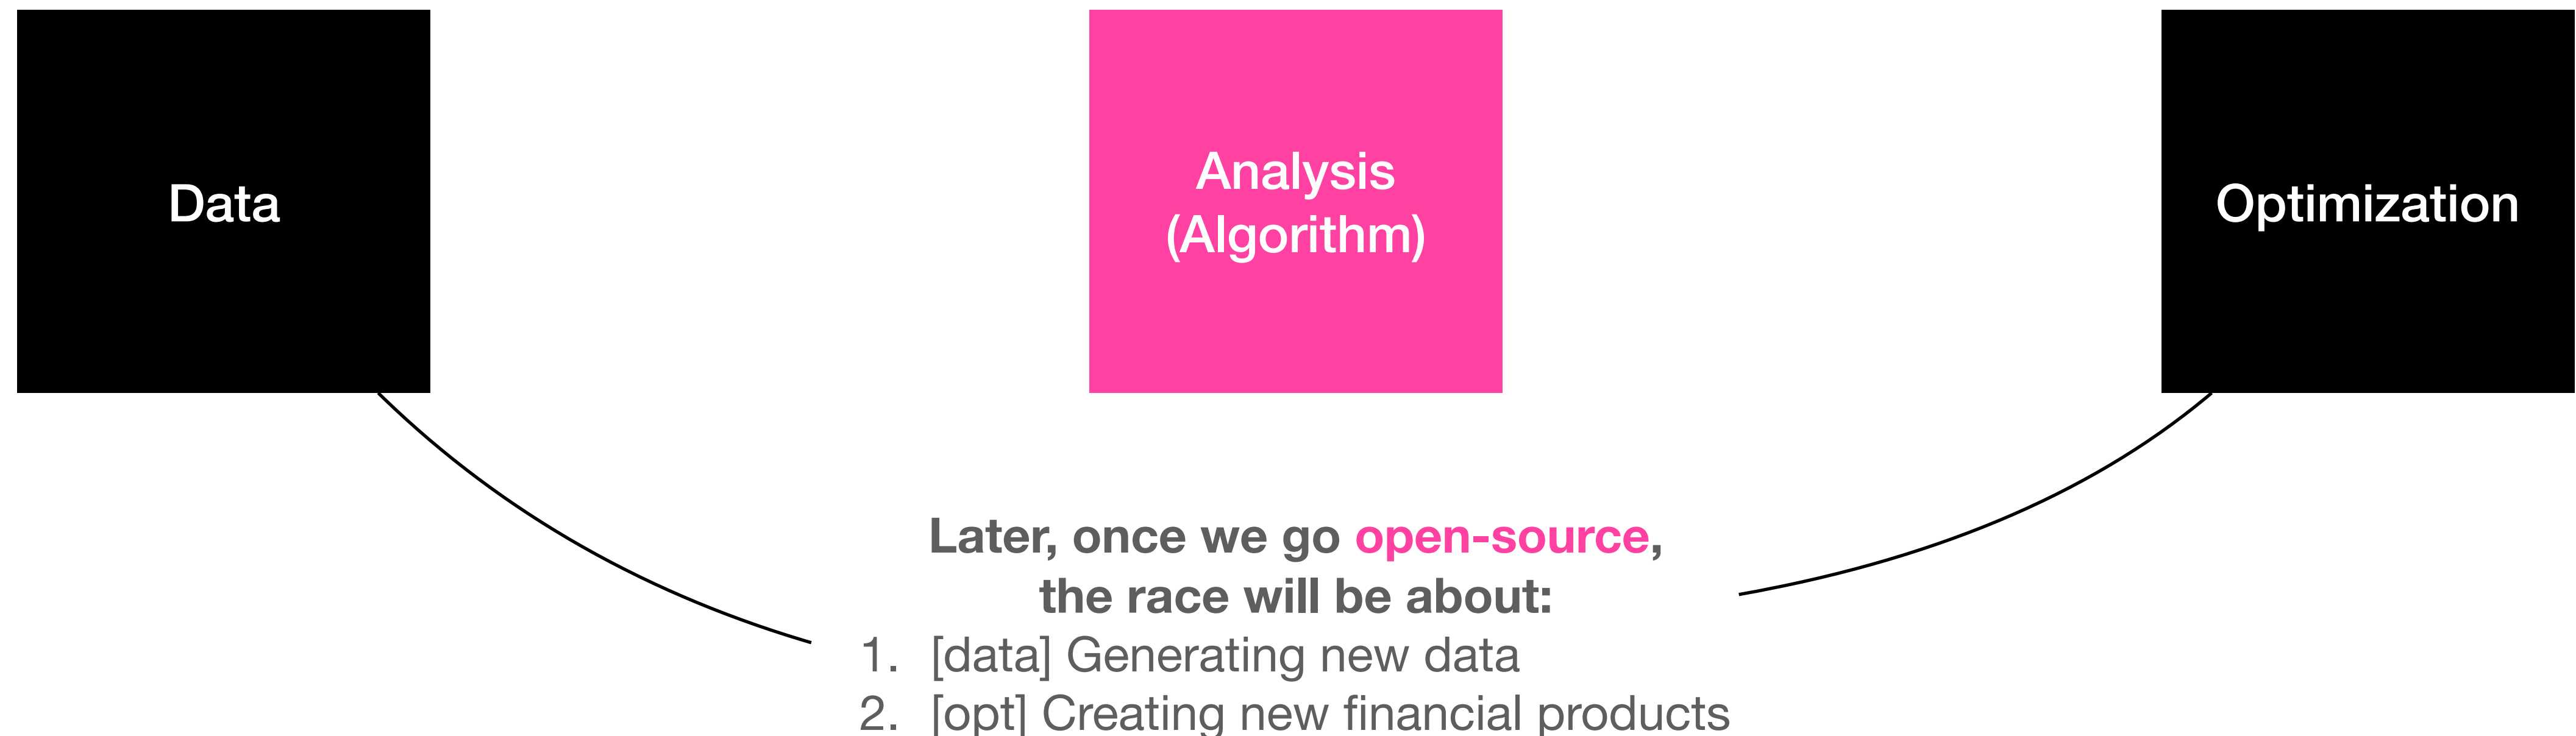 Data
Analysis
(Algorithm)
Optimization
Later, once we go open-source,
the race will be about:
1. [data] Generating new data
2. [opt] Creating new financial products